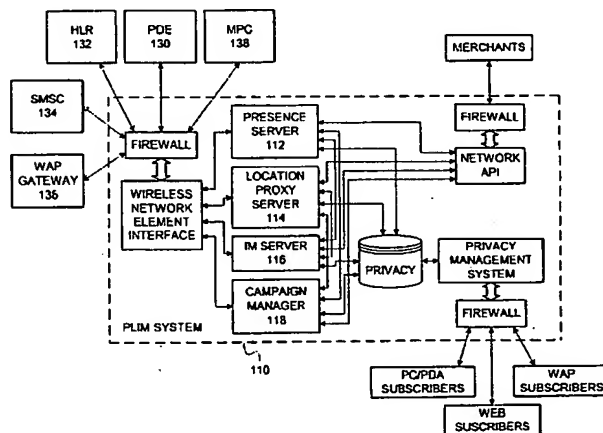 HLR
132
PDE
130
MPC
138
MERCHANTS
SMSC
134
FIREWALL
PRESENCE
SERVER
112
FIREWALL
WAP
GATEWAY
136
WIRELESS
NETWORK
ELEMENT
INTERFACE
LOCATION
PROXY
SERVER
114
NETWORK
API
IM SERVER
116
PRIVACY
PRIVACY
MANAGEMENT
SYSTEM
CAMPAIGN
MANAGER
118
FIREWALL
PLIM SYSTEM
110
PC/PDA
SUBSCRIBERS
WAP
SUBSCRIBERS
WEB
SUSCRIBERS